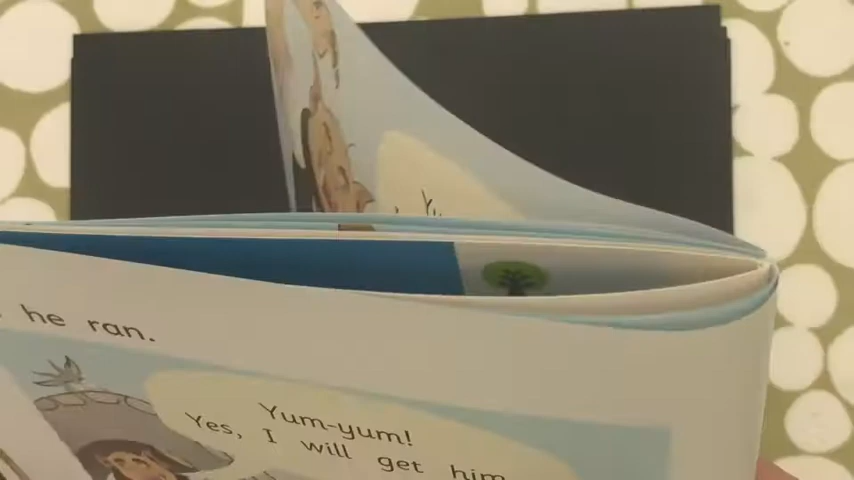 he ran.
Yum-yum!
Yes, I will get him